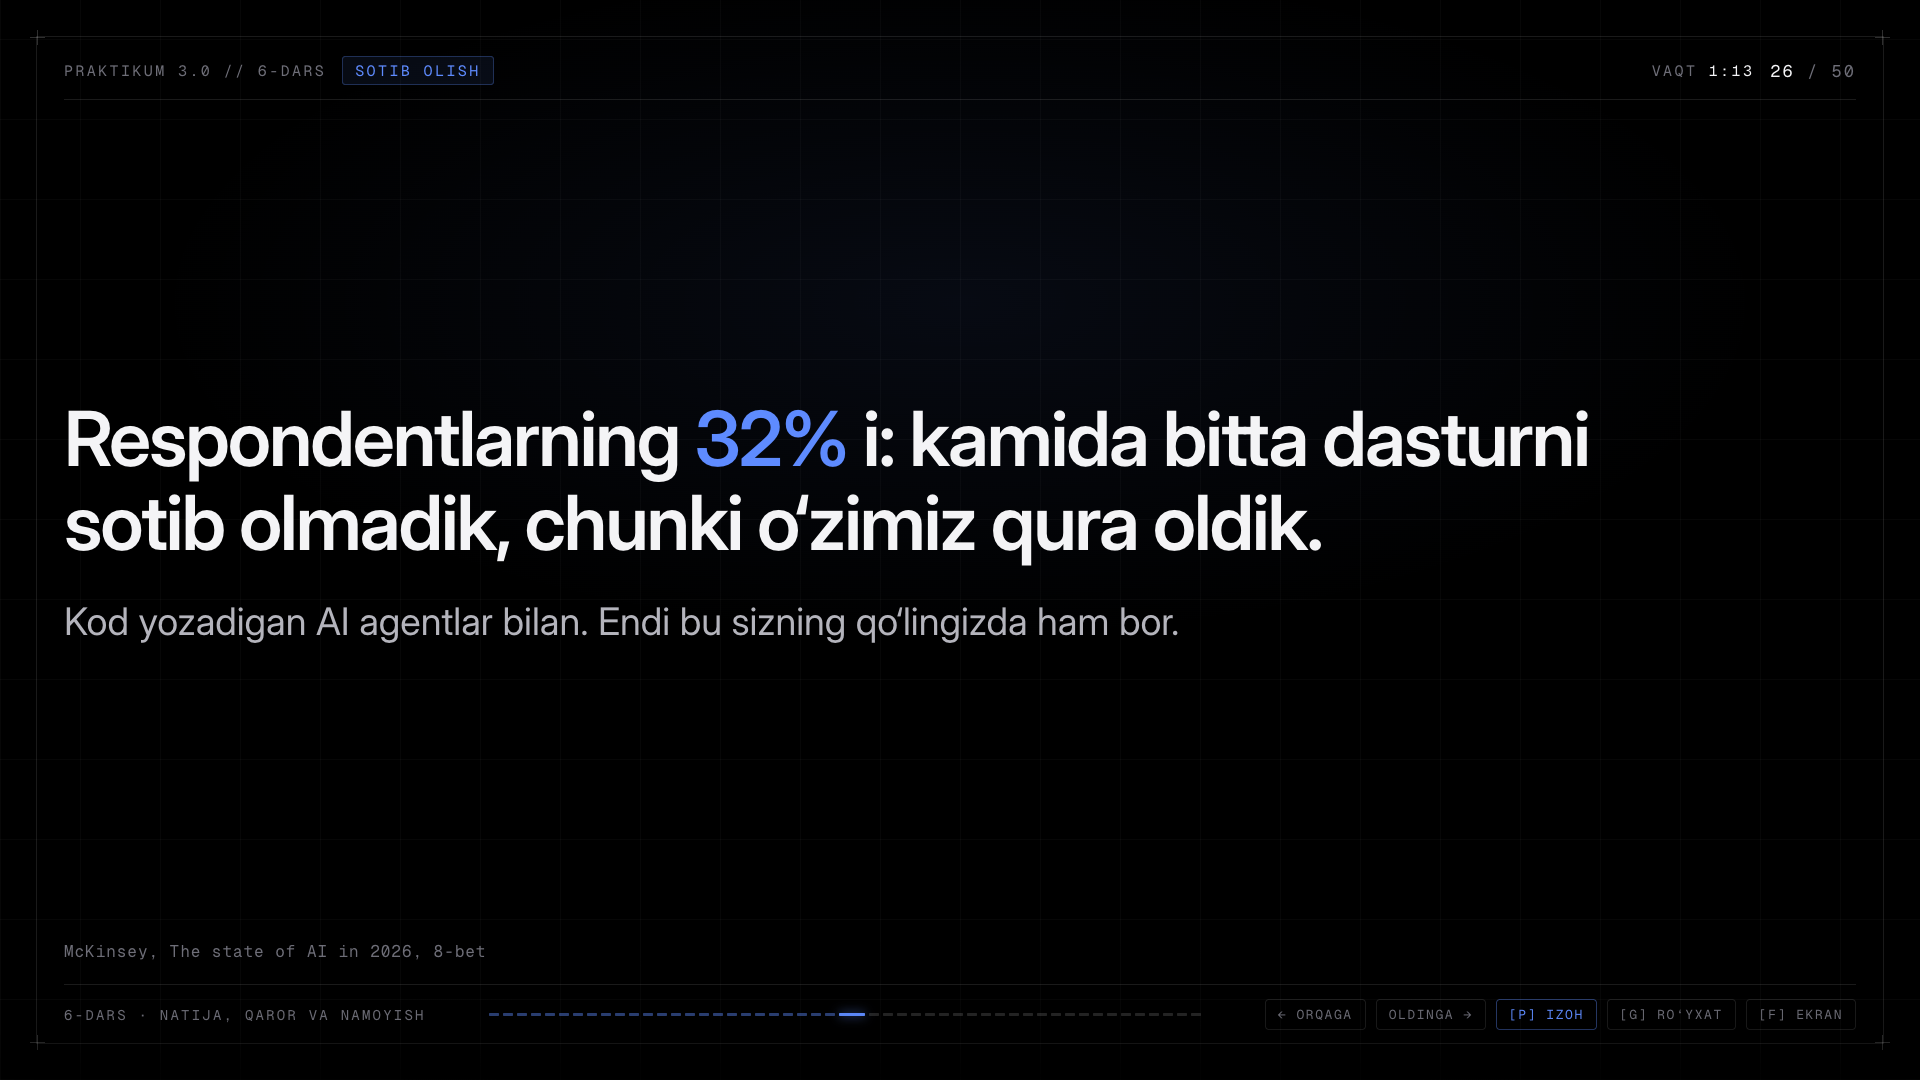 PRAKTIKUM 3.0 // 6-DARS SOTIB OLISH VAQT 1:13 26 / 50
Respondentlarning 32% i: kamida bitta dasturni
sotib olmadik, chunki oʻzimiz qura oldik.
Kod yozadigan AI agentlar bilan. Endi bu sizning qoʻlingizda ham bor.
McKinsey, The state of AI in 2026, 8-bet
6-DARS · NATIJA, QAROR VA NAMOYISH ← ORQAGA OLDINGA → [P] IZOH [G] ROʻYXAT [F] EKRAN